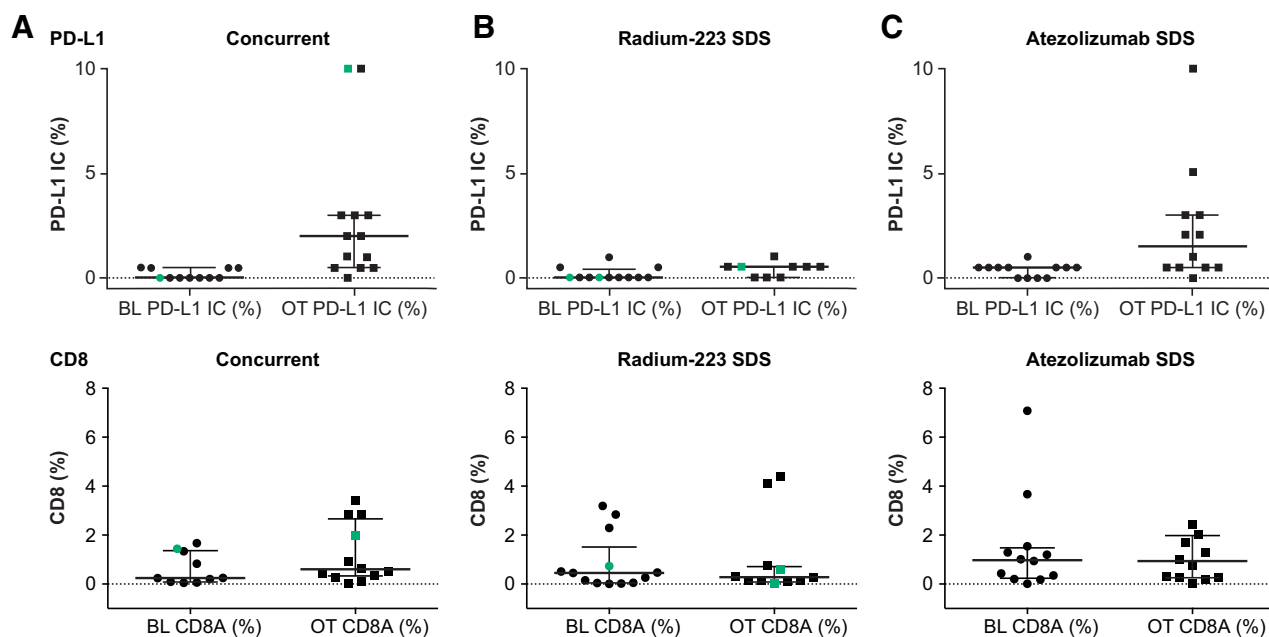 A PD-L1 Concurrent
PD-L1 IC (%)
10
5
0
BL PD-L1 IC (%) OT PD-L1 IC (%)
B Radium-223 SDS
PD-L1 IC (%)
10
5
0
BL PD-L1 IC (%) OT PD-L1 IC (%)
C Atezolizumab SDS
PD-L1 IC (%)
10
5
0
BL PD-L1 IC (%) OT PD-L1 IC (%)
CD8 Concurrent
CD8 (%)
8
6
4
2
0
BL CD8A (%) OT CD8A (%)
Radium-223 SDS
CD8 (%)
8
6
4
2
0
BL CD8A (%) OT CD8A (%)
Atezolizumab SDS
CD8 (%)
8
6
4
2
0
BL CD8A (%) OT CD8A (%)